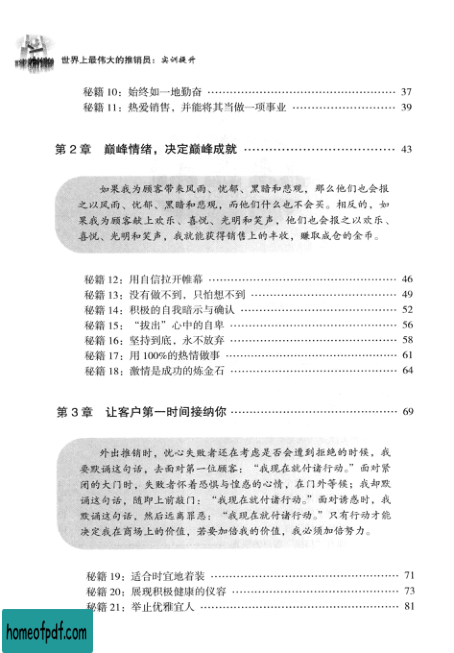 世界上最伟大的推销员：实训提升
秘籍 10：始终如一地勤奋 …… 37
秘籍 11：热爱销售，并能将其当做一项事业 …… 39
第 2 章 巅峰情绪，决定巅峰成就 …… 43
如果我为顾客带来风雨、忧郁、黑暗和悲观，那么他们也会报
之以风雨、忧郁、黑暗和悲观，而他们什么也不会买。相反的，如
果我为顾客献上欢乐、喜悦、光明和笑声，他们也会报之以欢乐、
喜悦、光明和笑声，我就能获得销售上的丰收，赚取成仓的金币。
秘籍 12：用自信拉开帷幕 …… 46
秘籍 13：没有做不到，只怕想不到 …… 49
秘籍 14：积极的自我暗示与确认 …… 52
秘籍 15：“拔出”心中的自卑 …… 56
秘籍 16：坚持到底，永不放弃 …… 58
秘籍 17：用 100%的热情做事 …… 61
秘籍 18：激情是成功的炼金石 …… 64
第 3 章 让客户第一时间接纳你 …… 69
外出推销时，忧心失败者还在考虑是否会遭到拒绝的时候，我
要默诵这句话，去面对第一位顾客：“我现在就付诸行动。”面对紧
闭的大门时，失败者怀着恐惧与惶惑的心情，在门外等候；我却默
诵这句话，随即上前敲门：“我现在就付诸行动。”面对诱惑时，我
默诵这句话，然后远离罪恶：“我现在就付诸行动。”只有行动才能
决定我在商场上的价值，若要加倍我的价值，我必须加倍努力。
秘籍 19：适合时宜地着装 …… 71
秘籍 20：展现积极健康的仪容 …… 73
秘籍 21：举止优雅宜人 …… 81
homeofpdf.com